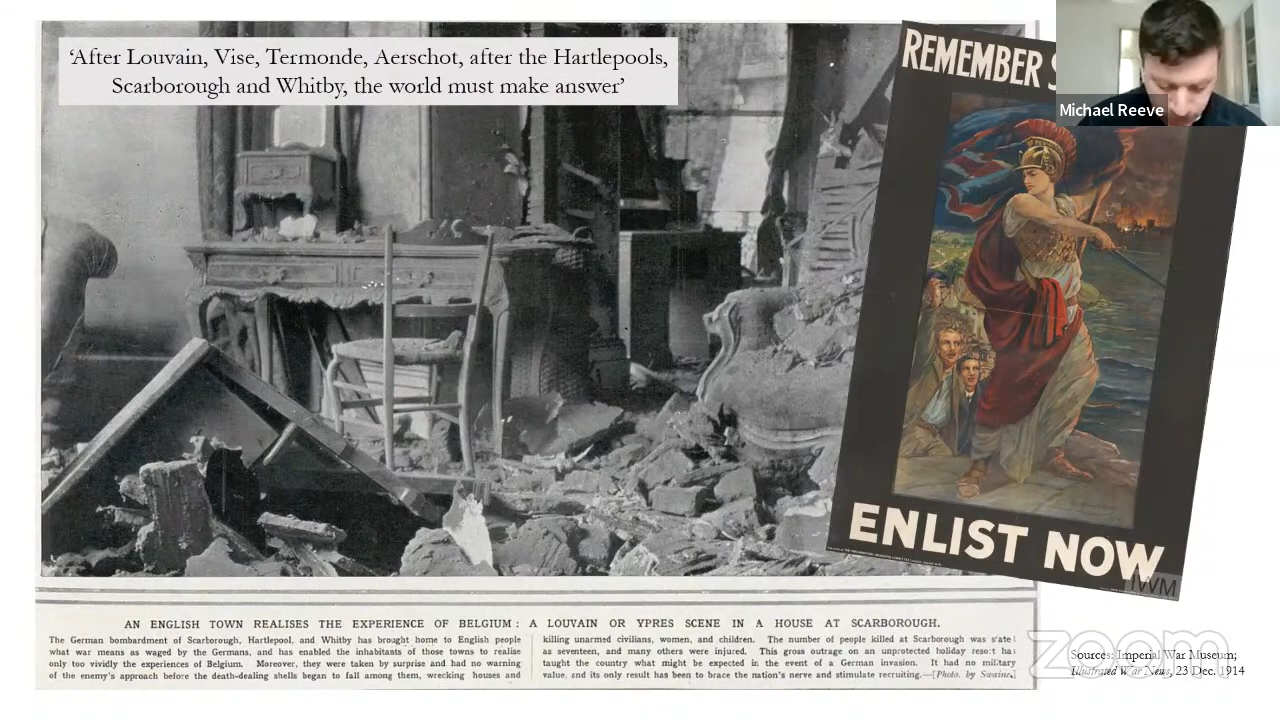 ‘After Louvain, Vise, Termonde, Aerschot, after the Hartlepools,
Scarborough and Whitby, the world must make answer’
REMEMBER
Michael Reeve
ENLIST NOW
IWM
AN ENGLISH TOWN REALISES THE EXPERIENCE OF BELGIUM : A LOUVAIN OR YPRES SCENE IN A HOUSE AT SCARBOROUGH.
The German bombardment of Scarborough, Hartlepool, and Whitby has brought home to English people
what war means as waged by the Germans, and has enabled the inhabitants of those towns to realise
only too vividly the experiences of Belgium. Moreover, they were taken by surprise and had no warning
of the enemy's approach before the death-dealing shells began to fall among them, wrecking houses and
killing unarmed civilians, women, and children. The number of people killed at Scarborough was state
as seventeen, and many others were injured. This gross outrage on an unprotected holiday resort has
taught the country what might be expected in the event of a German invasion. It had no military
value, and its only result has been to brace the nation's nerve and stimulate recruiting.—[Photo. by Swaine.]
zoom
Sources: Imperial War Museum;
Illustrated War News, 23 Dec. 1914